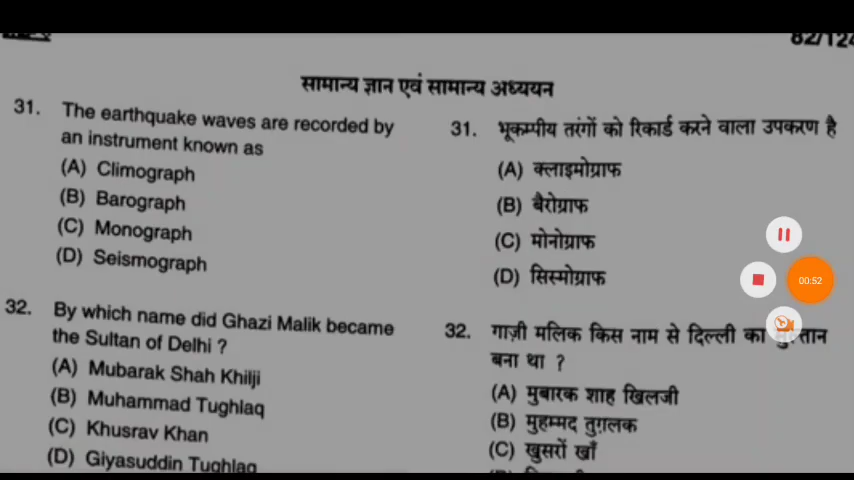 82/124
सामान्य ज्ञान एवं सामान्य अध्ययन
31. The earthquake waves are recorded by
an instrument known as
(A) Climograph
(B) Barograph
(C) Monograph
(D) Seismograph
32. By which name did Ghazi Malik became
the Sultan of Delhi ?
(A) Mubarak Shah Khilji
(B) Muhammad Tughlaq
(C) Khusrav Khan
(D) Giyasuddin Tughlaq
31. भूकम्पीय तरंगों को रिकार्ड करने वाला उपकरण है
(A) क्लाइमोग्राफ
(B) बैरोग्राफ
(C) मोनोग्राफ
(D) सिस्मोग्राफ
32. गाज़ी मलिक किस नाम से दिल्ली का
बना था ?
(A) मुबारक शाह खिलजी
(B) मुहम्मद तुग़लक
(C) खुसरों खाँ
00:52